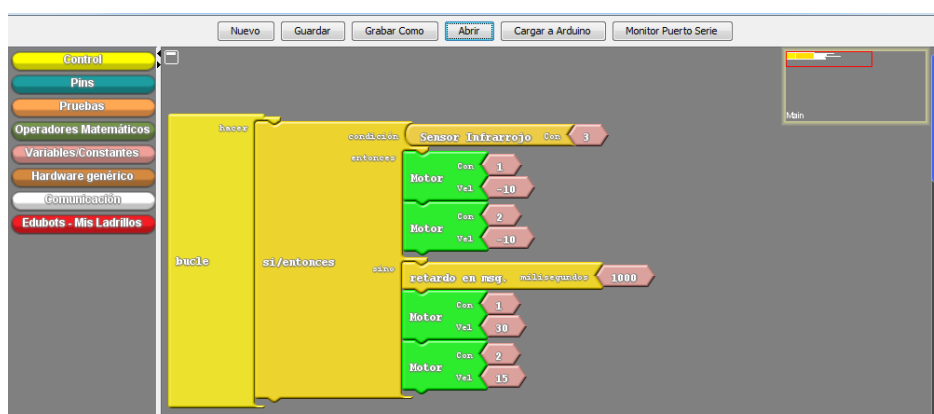 Nuevo Guardar Grabar Como Abrir Cargar a Arduino Monitor Puerto Serie
Control
Pins
Pruebas
Operadores Matemáticos
Variables/Constantes
Hardware genérico
Comunicación
Edubots - Mis Ladrillos
Main
bucle
hacer
si/entonces
condición
Sensor Infrarrojo Con 3
entonces
Motor
Con 1
Vel -10
Motor
Con 2
Vel -10
sino
retardo en msg. milisegundos 1000
Motor
Con 1
Vel 30
Motor
Con 2
Vel 15